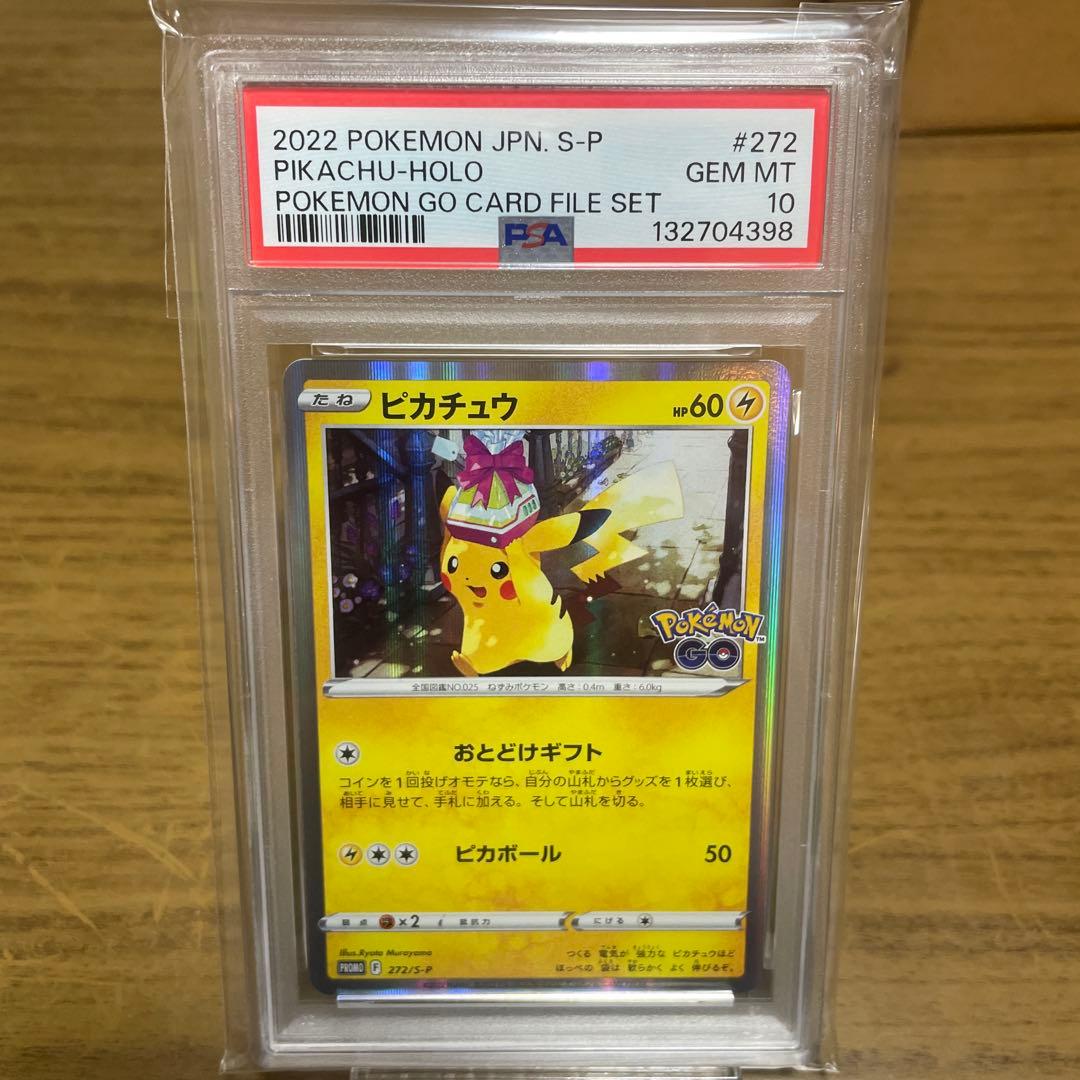 2022 POKEMON JPN. S-P #272
PIKACHU-HOLO GEM MT
POKEMON GO CARD FILE SET 10
PSA 132704398
たね ピカチュウ HP60
Pokémon™
GO
全国図鑑NO.025 ねずみポケモン 高さ:0.4m 重さ:6.0kg
おとどけギフト
コインを1回投げオモテなら、自分の山札からグッズを1枚選び、
相手に見せて、手札に加える。そして山札を切る。
ピカボール 50
弱点 ×2 抵抗力 にげる
Illus.Ryota Murayama
つくる 電気が 強力な ピカチュウほど
PROMO F 272/S-P
ほっぺの 袋は 軟らかく よく 伸びるぞ。